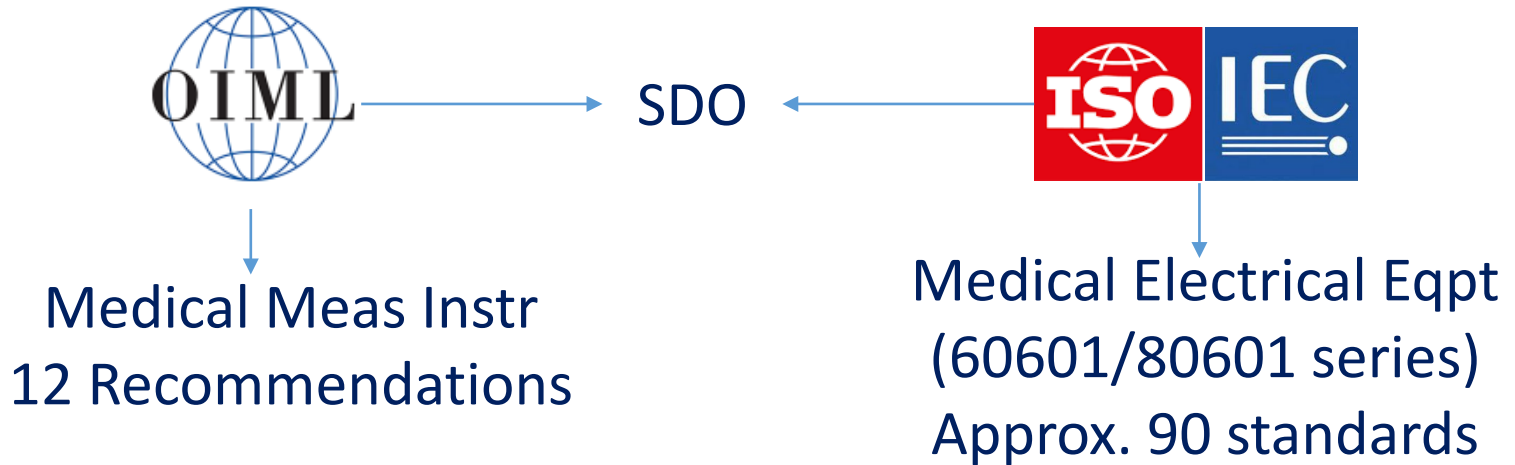 OIML
SDO
ISO
IEC
Medical Meas Instr
12 Recommendations
Medical Electrical Eqpt
(60601/80601 series)
Approx. 90 standards